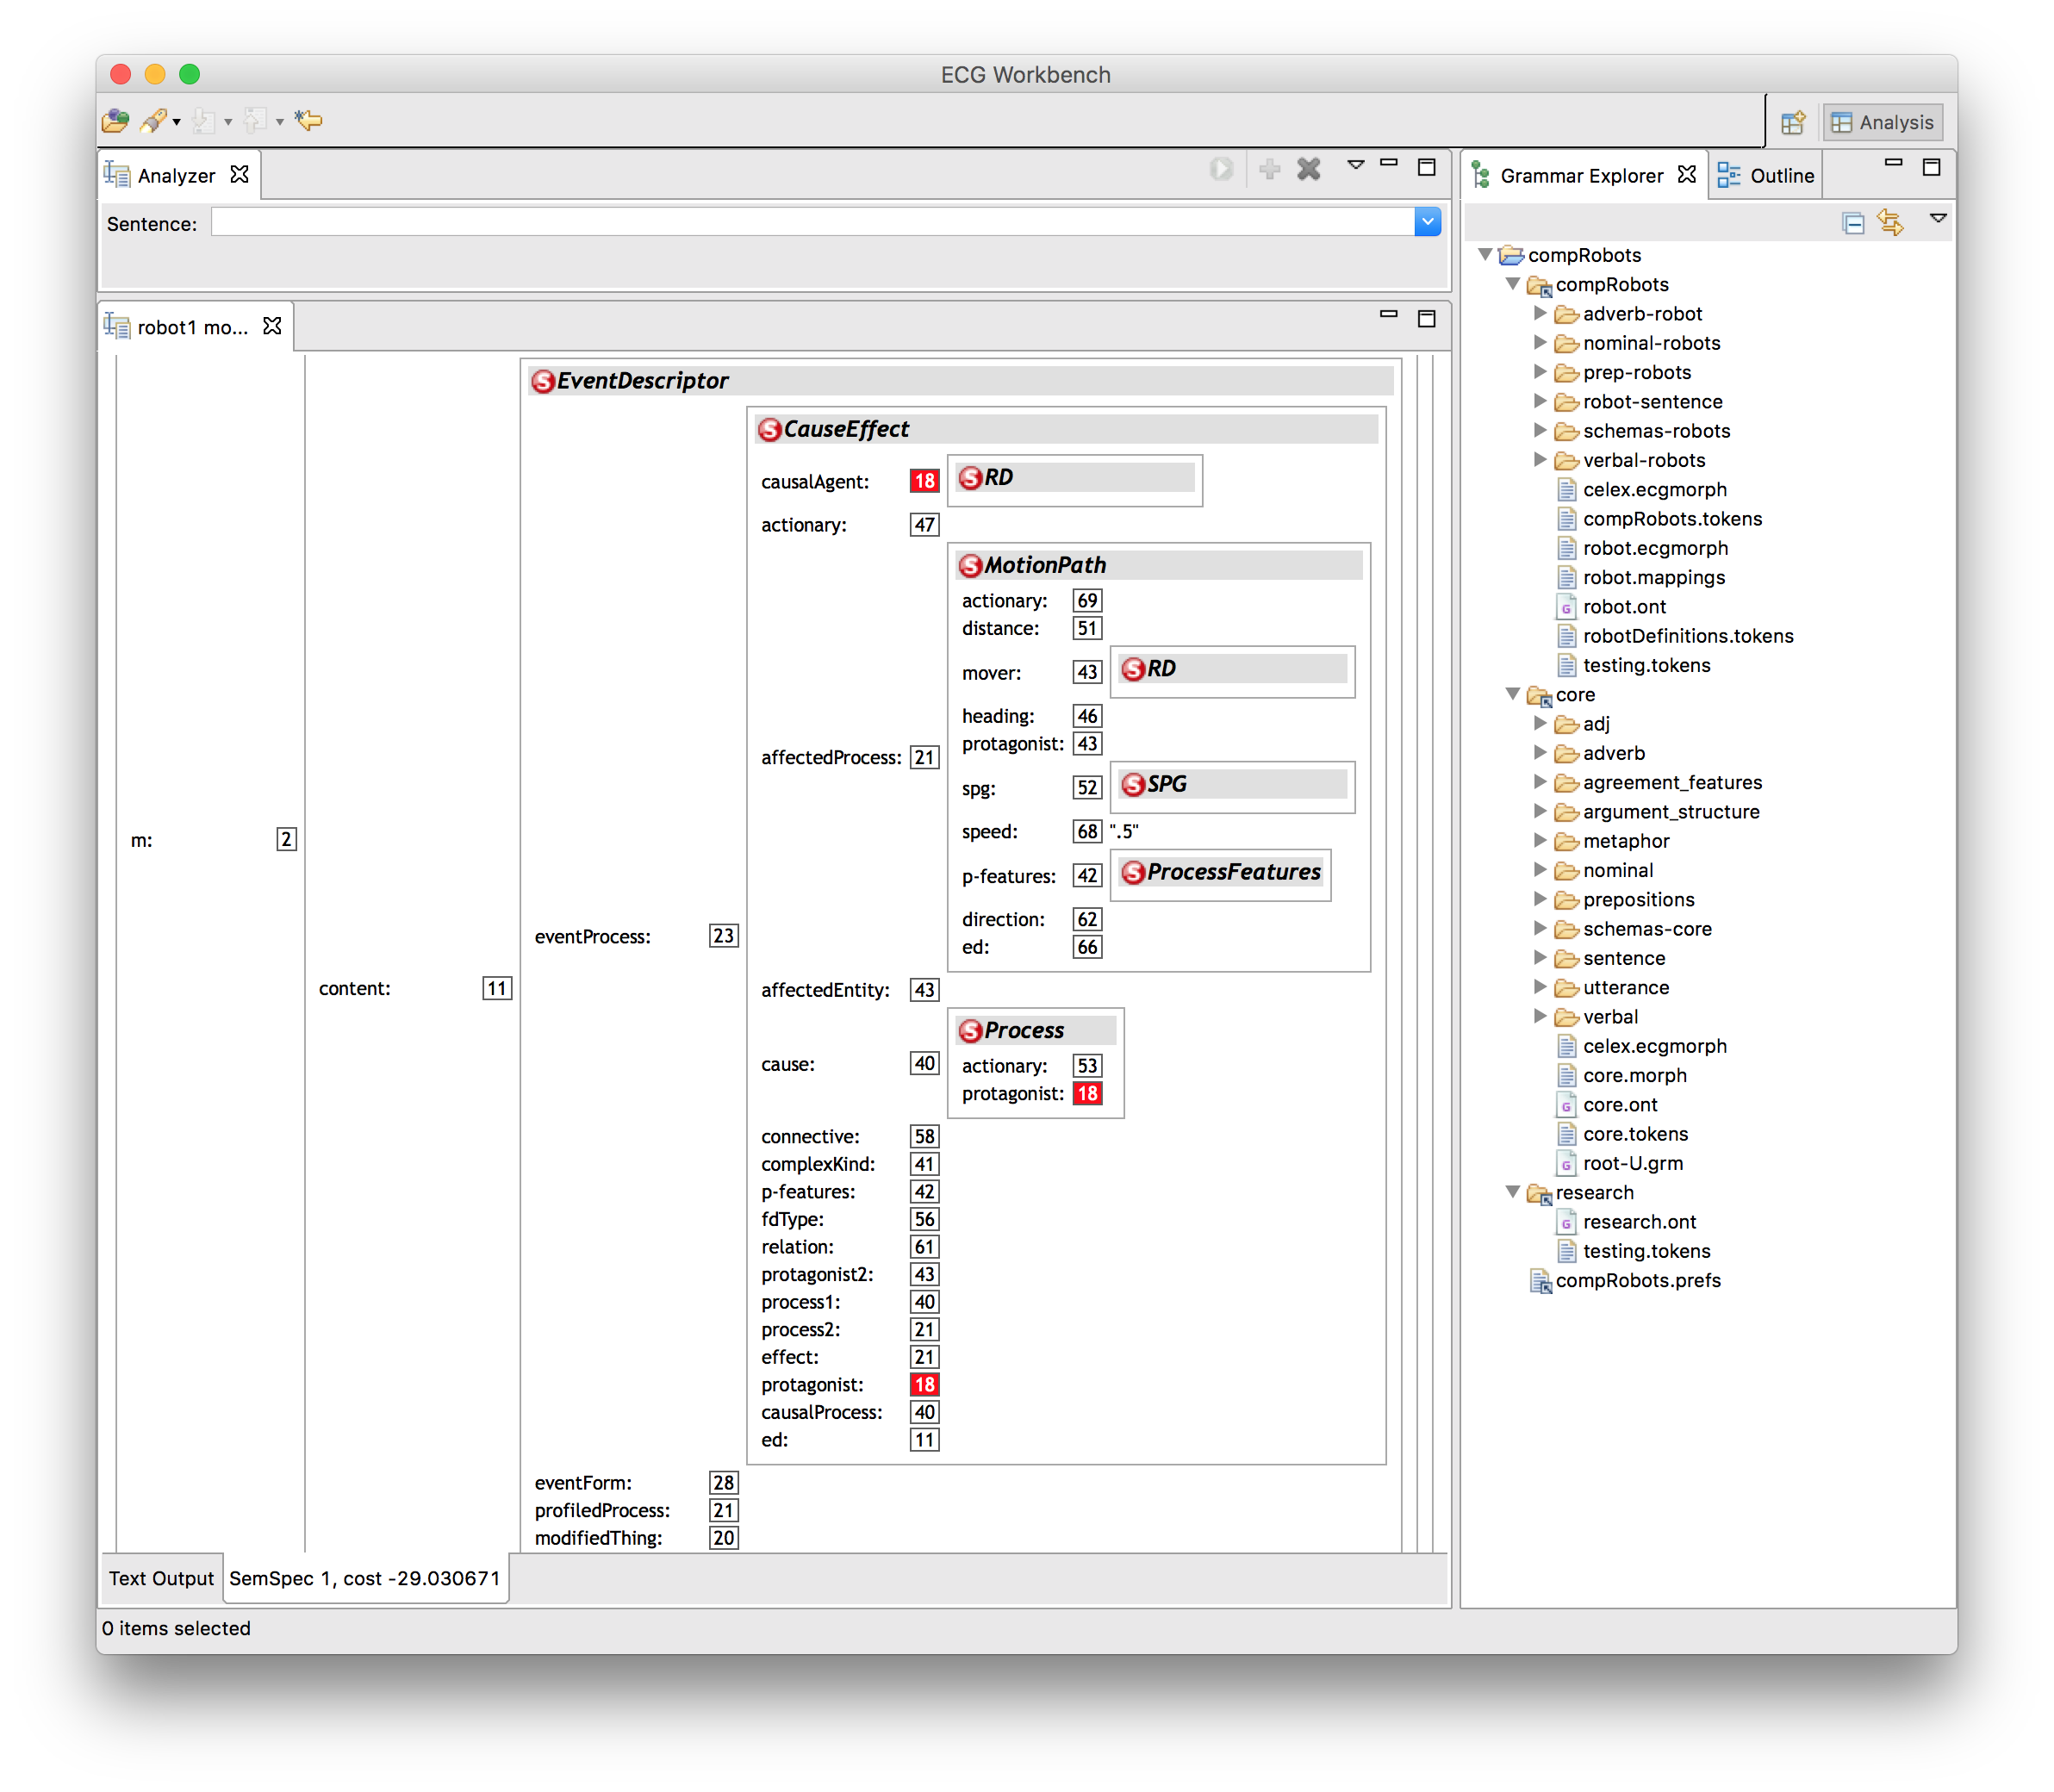 ECG Workbench
Analysis
Analyzer
Grammar Explorer
Outline
Sentence:
robot1 mo...
EventDescriptor
CauseEffect
causalAgent: 18 RD
actionary: 47
MotionPath
actionary: 69
distance: 51
mover: 43 RD
heading: 46
protagonist: 43
affectedProcess: 21
spg: 52 SPG
speed: 68 ".5"
m: 2
p-features: 42 ProcessFeatures
direction: 62
eventProcess: 23
ed: 66
content: 11
affectedEntity: 43
Process
actionary: 53
cause: 40
protagonist: 18
connective: 58
complexKind: 41
p-features: 42
fdType: 56
relation: 61
protagonist2: 43
process1: 40
process2: 21
effect: 21
protagonist: 18
causalProcess: 40
ed: 11
eventForm: 28
profiledProcess: 21
modifiedThing: 20
Text Output
SemSpec 1, cost -29.030671
0 items selected
compRobots
compRobots
adverb-robot
nominal-robots
prep-robots
robot-sentence
schemas-robots
verbal-robots
celex.ecgmorph
compRobots.tokens
robot.ecgmorph
robot.mappings
robot.ont
robotDefinitions.tokens
testing.tokens
core
adj
adverb
agreement_features
argument_structure
metaphor
nominal
prepositions
schemas-core
sentence
utterance
verbal
celex.ecgmorph
core.morph
core.ont
core.tokens
root-U.grm
research
research.ont
testing.tokens
compRobots.prefs